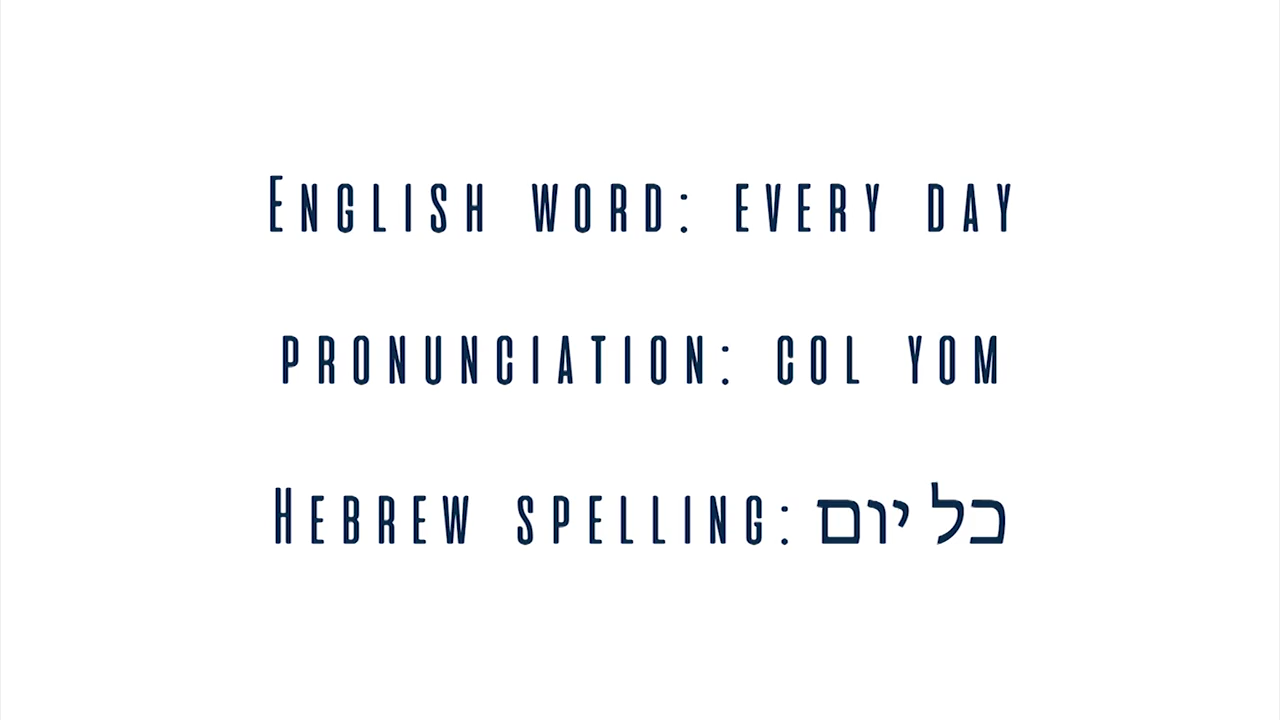 English word: every day
pronunciation: col yom
Hebrew spelling: כל יום